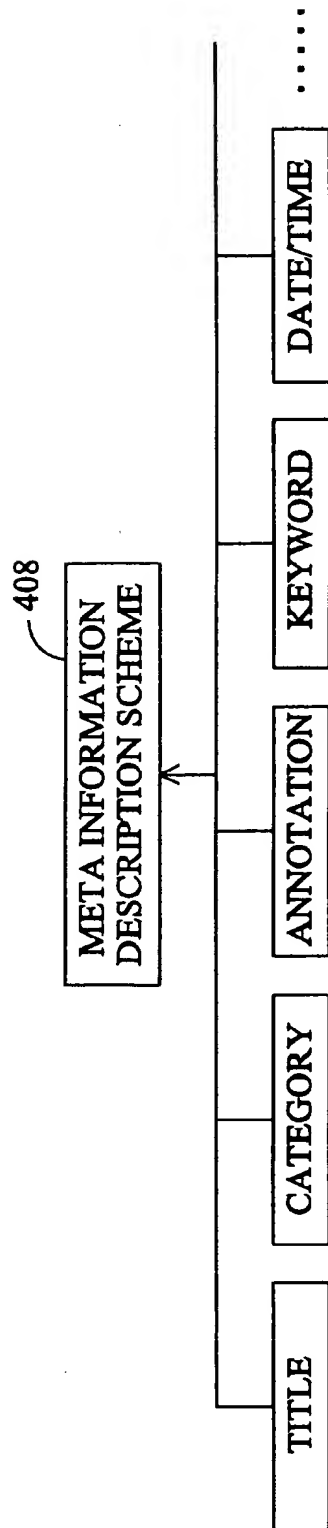 408
META INFORMATION
DESCRIPTION SCHEME
TITLE
CATEGORY
ANNOTATION
KEYWORD
DATE/TIME
.....